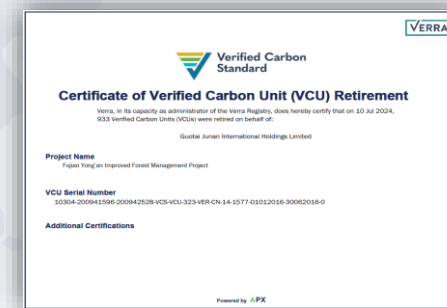 VERRA
Verified Carbon
Standard
Certificate of Verified Carbon Unit (VCU) Retirement
Verra, in its capacity as administrator of the Verra Registry, does hereby certify that on 10 Jul 2024,
933 Verified Carbon Units (VCUs) were retired on behalf of:
Guotai Junan International Holdings Limited
Project Name
Fujian Yong'an Improved Forest Management Project
VCU Serial Number
10304-200941596-200942528-VCS-VCU-323-VER-CN-14-1577-01012016-30062016-0
Additional Certifications
Powered by APX